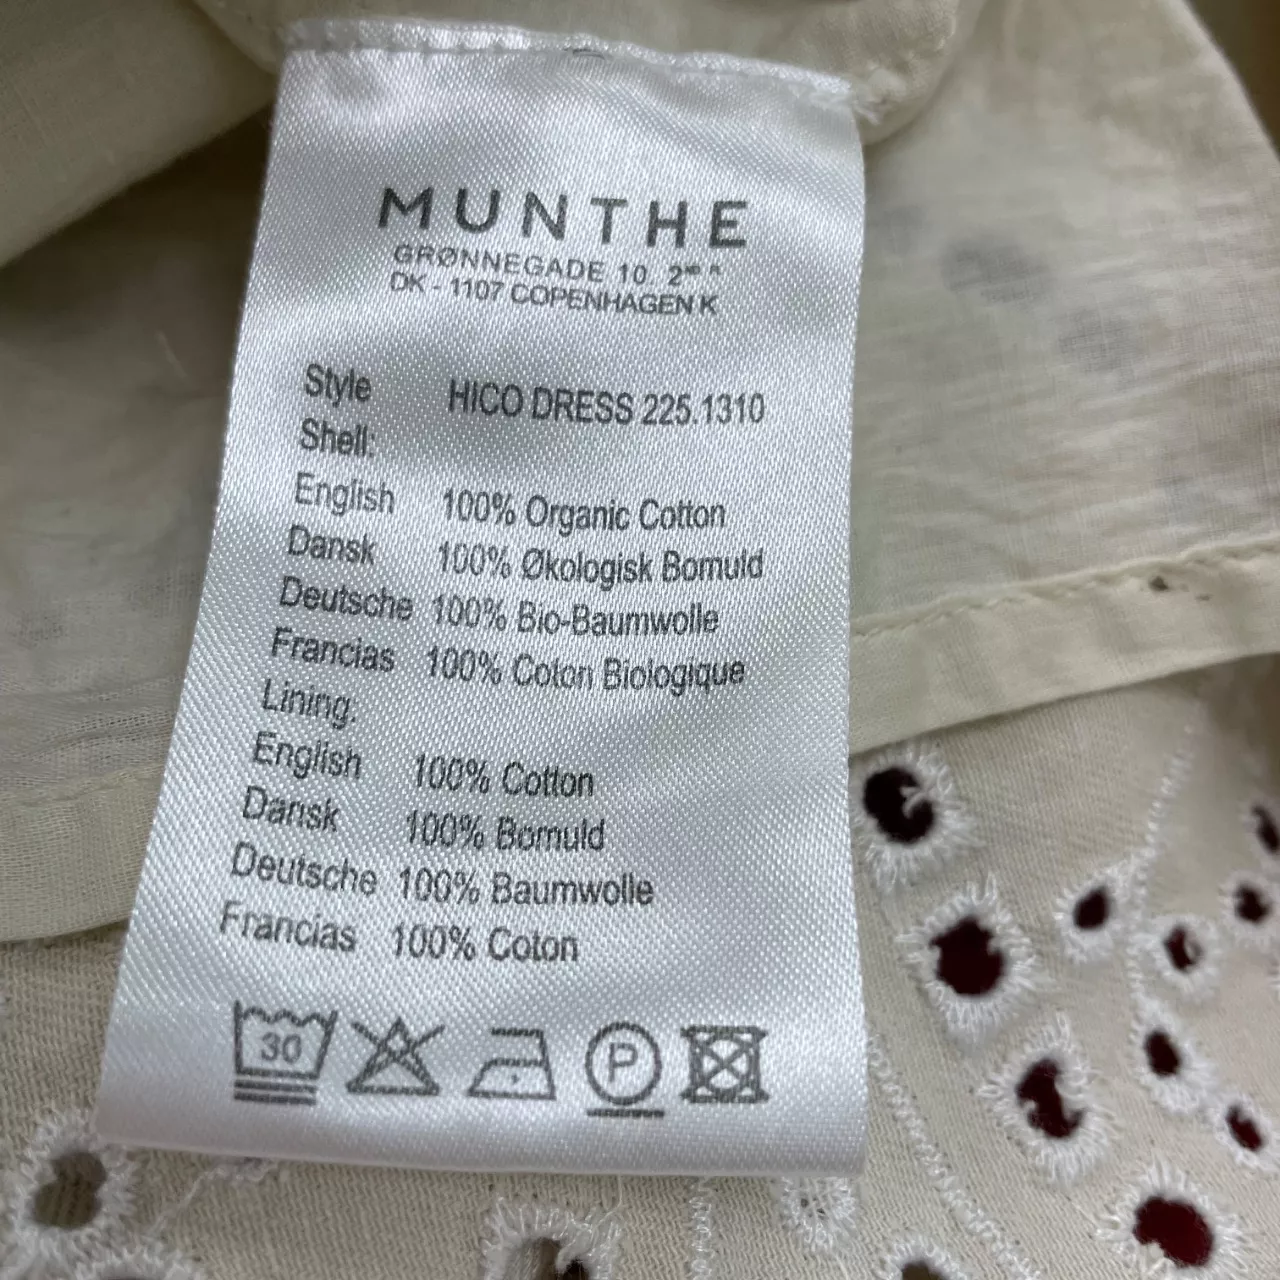 MUNTHE
GRØNNEGADE 10, 2ND R
DK - 1107 COPENHAGEN K
Style HICO DRESS 225.1310
Shell:
English 100% Organic Cotton
Dansk 100% Økologisk Bomuld
Deutsche 100% Bio-Baumwolle
Francias 100% Coton Biologique
Lining:
English 100% Cotton
Dansk 100% Bomuld
Deutsche 100% Baumwolle
Francias 100% Coton
30 P